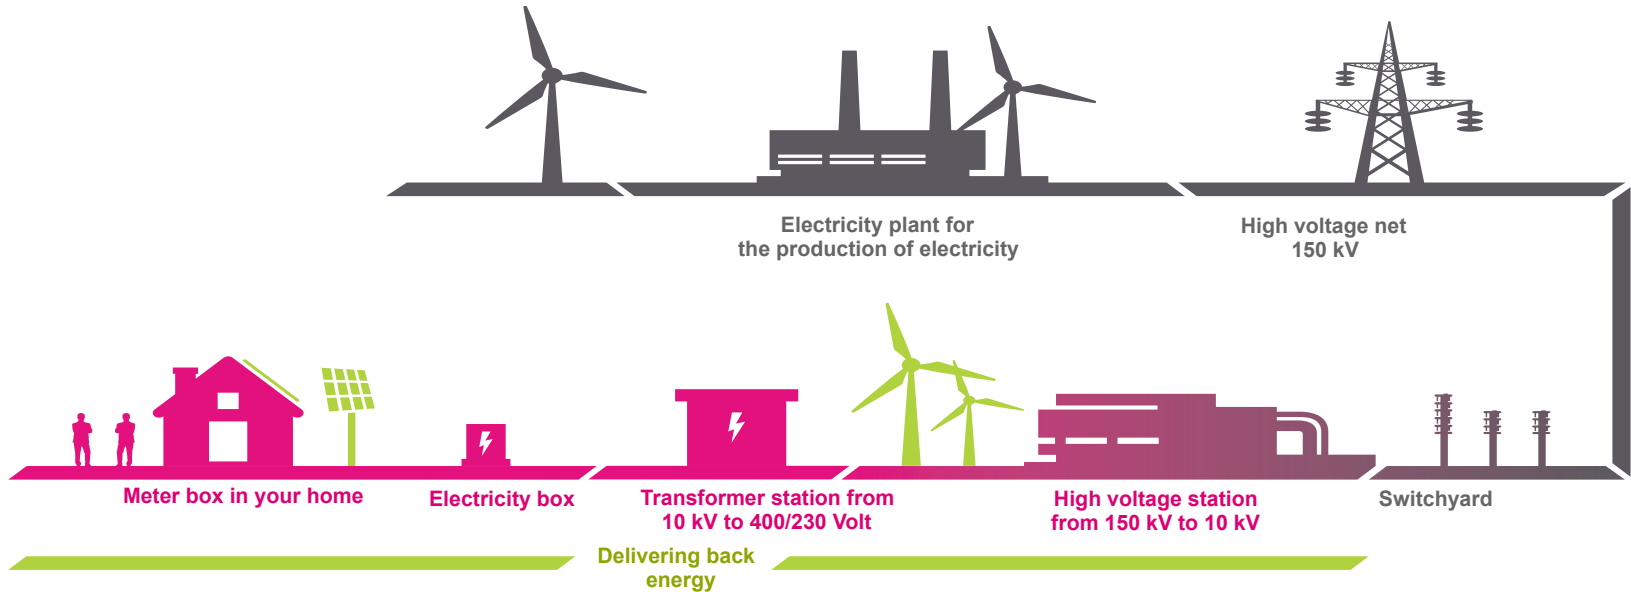 Electricity plant for
the production of electricity
High voltage net
150 kV
Meter box in your home
Electricity box
Transformer station from
10 kV to 400/230 Volt
High voltage station
from 150 kV to 10 kV
Switchyard
Delivering back
energy